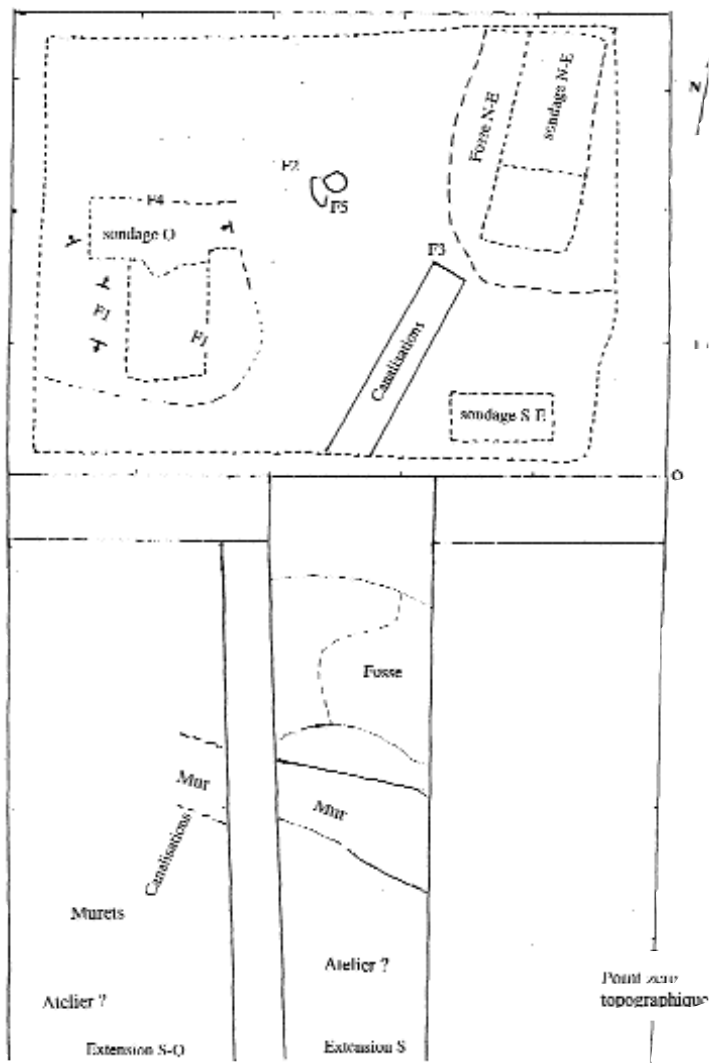 N
sondage N-E
Fosse N-E
F2
F5
F4
sondage O
F3
F1
F1
Canalisations
sondage S E
1
O
Fosse
Mur
Mur
Canalisations
Murets
Atelier ?
Atelier ?
Point zero
topographique
Extension S-O
Extension S